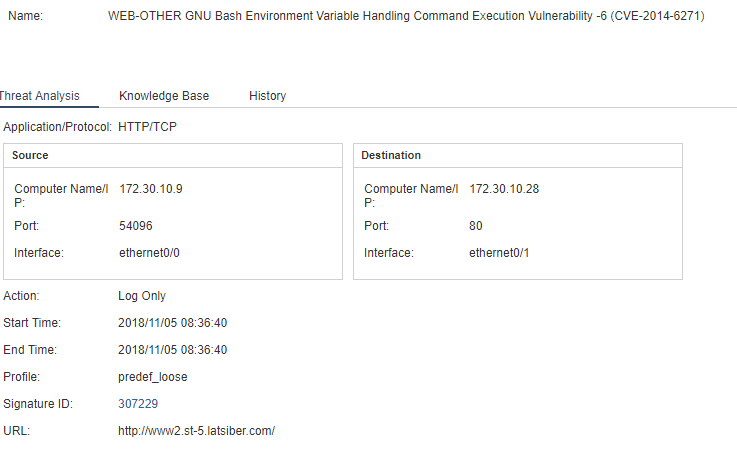 Name: WEB-OTHER GNU Bash Environment Variable Handling Command Execution Vulnerability -6 (CVE-2014-6271)
Threat Analysis Knowledge Base History
Application/Protocol: HTTP/TCP
Source
Computer Name/I 172.30.10.9
P:
Port: 54096
Interface: ethernet0/0
Destination
Computer Name/I 172.30.10.28
P:
Port: 80
Interface: ethernet0/1
Action: Log Only
Start Time: 2018/11/05 08:36:40
End Time: 2018/11/05 08:36:40
Profile: predef_loose
Signature ID: 307229
URL: http://www2.st-5.latsiber.com/